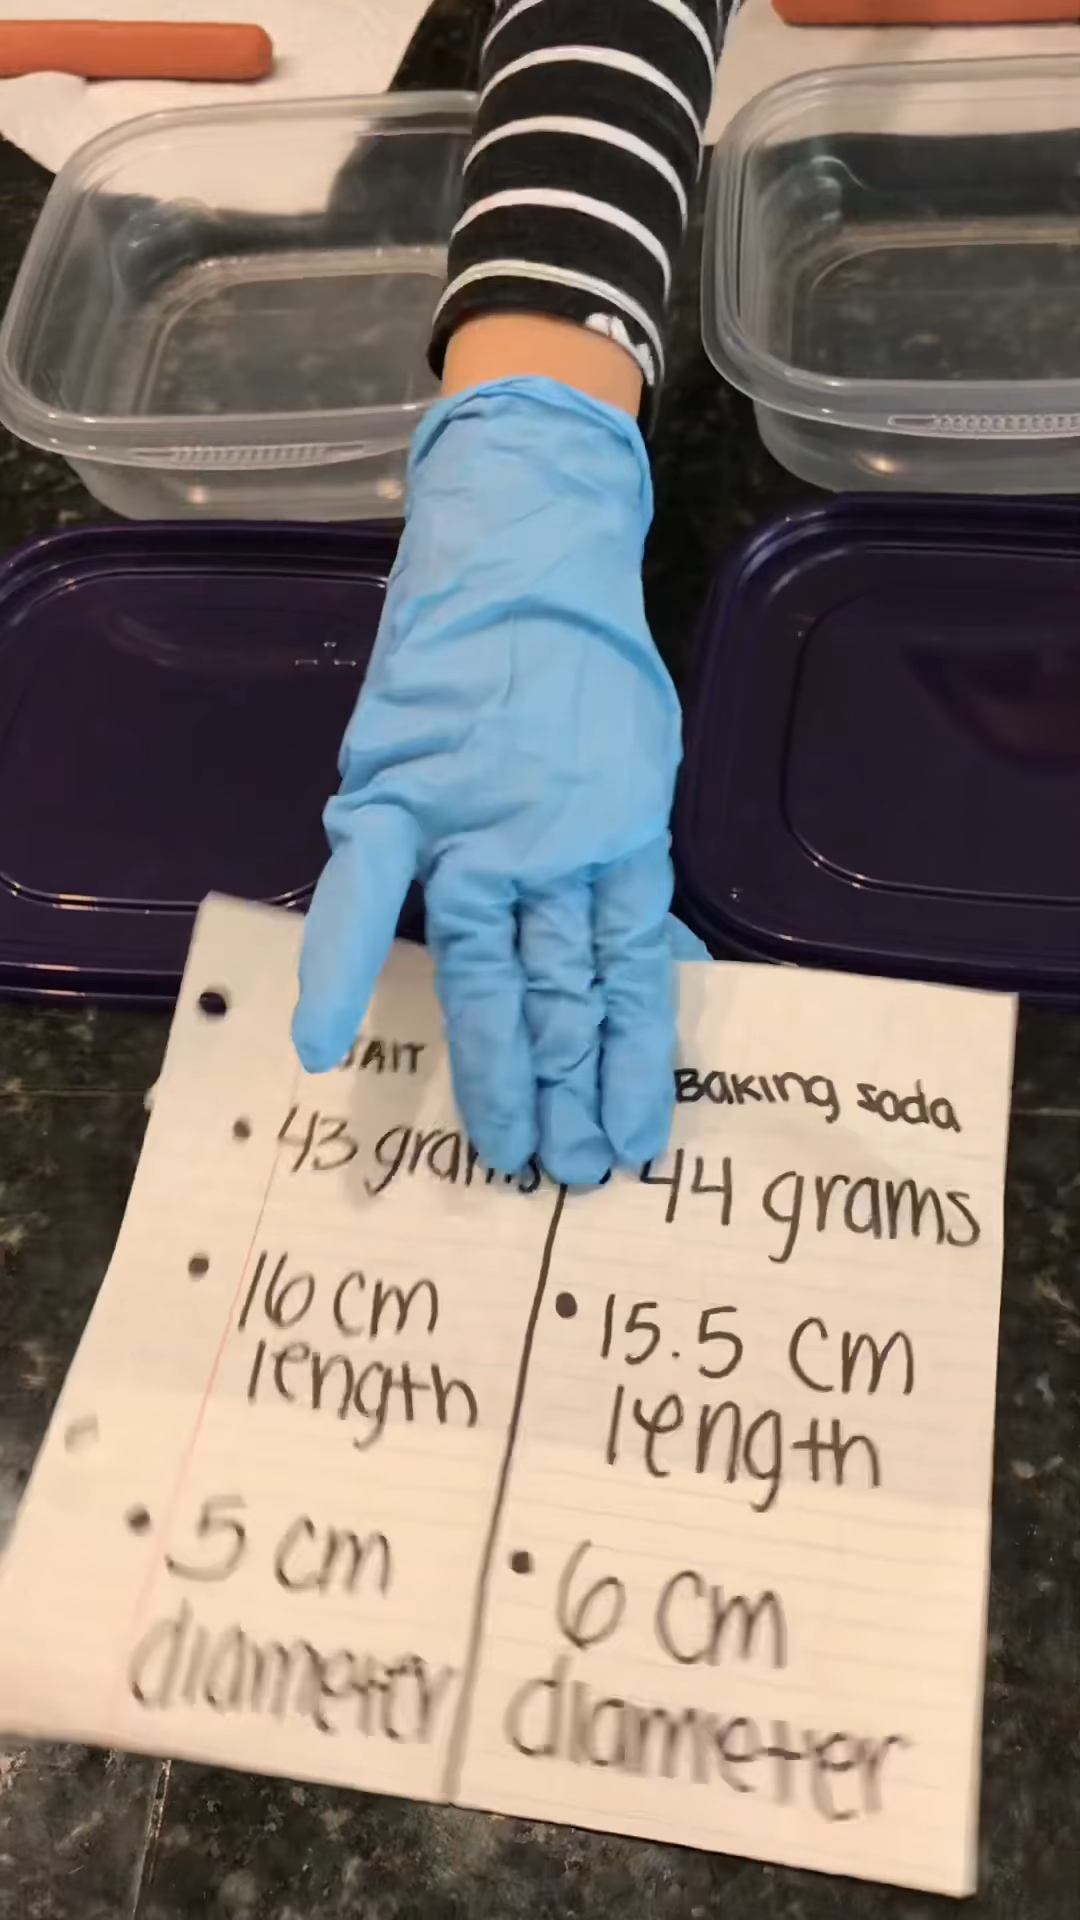 Baking soda
• 43 grams
• 44 grams
• 16 cm
length
• 15.5 cm
length
• 5 cm
diameter
• 6 cm
diameter